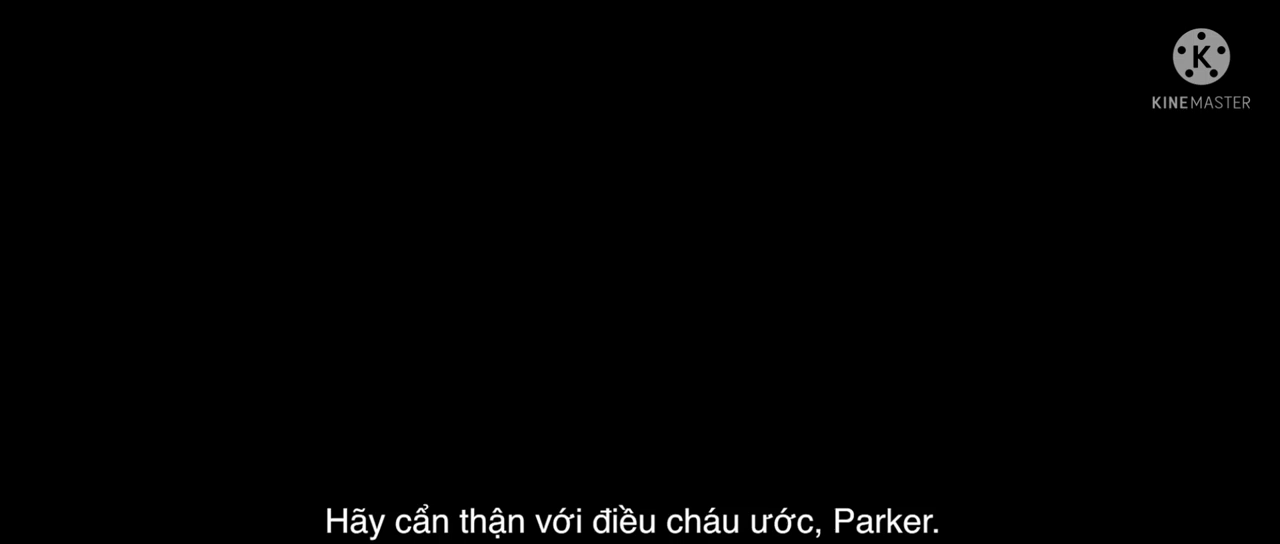 K
KINEMASTER
Hãy cẩn thận với điều cháu ước, Parker.